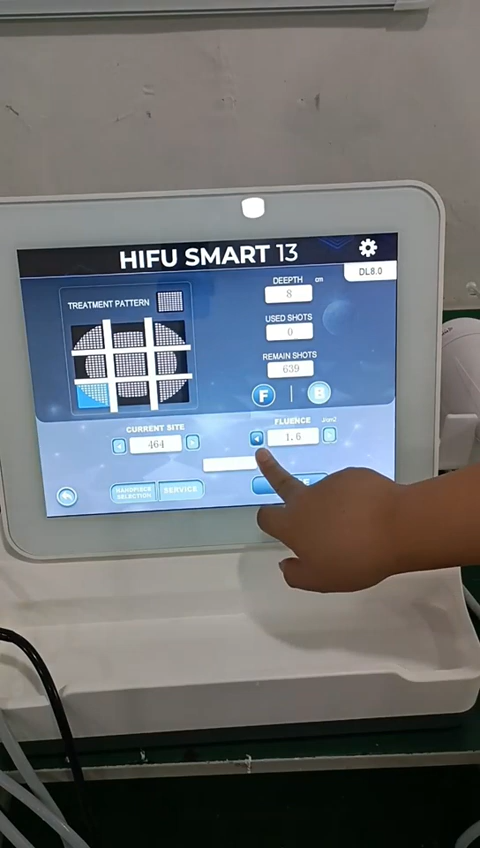 HIFU SMART 13
DL8.0
TREATMENT PATTERN
DEEPTH cm
8
USED SHOTS
0
REMAIN SHOTS
639
F | B
CURRENT SITE
464
FLUENCE J/cm2
1.6
HANDPIECE
SELECTION
SERVICE